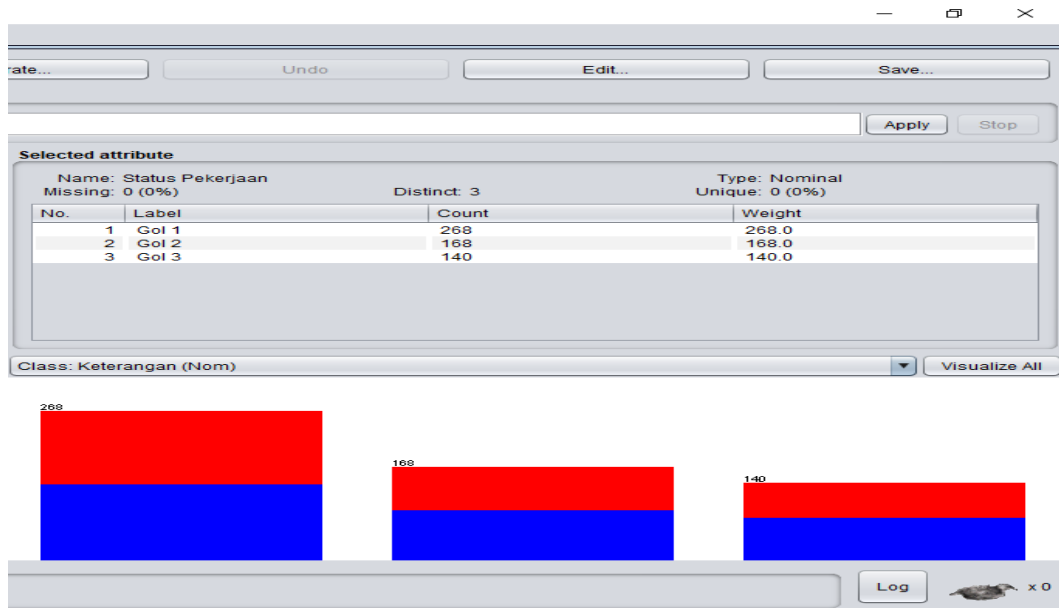 rate... Undo Edit... Save...
Apply Stop
Selected attribute
Name: Status Pekerjaan Type: Nominal
Missing: 0 (0%) Distinct: 3 Unique: 0 (0%)
No. Label Count Weight
1 Gol 1 268 268.0
2 Gol 2 168 168.0
3 Gol 3 140 140.0
Class: Keterangan (Nom) Visualize All
268
168
140
Log x 0